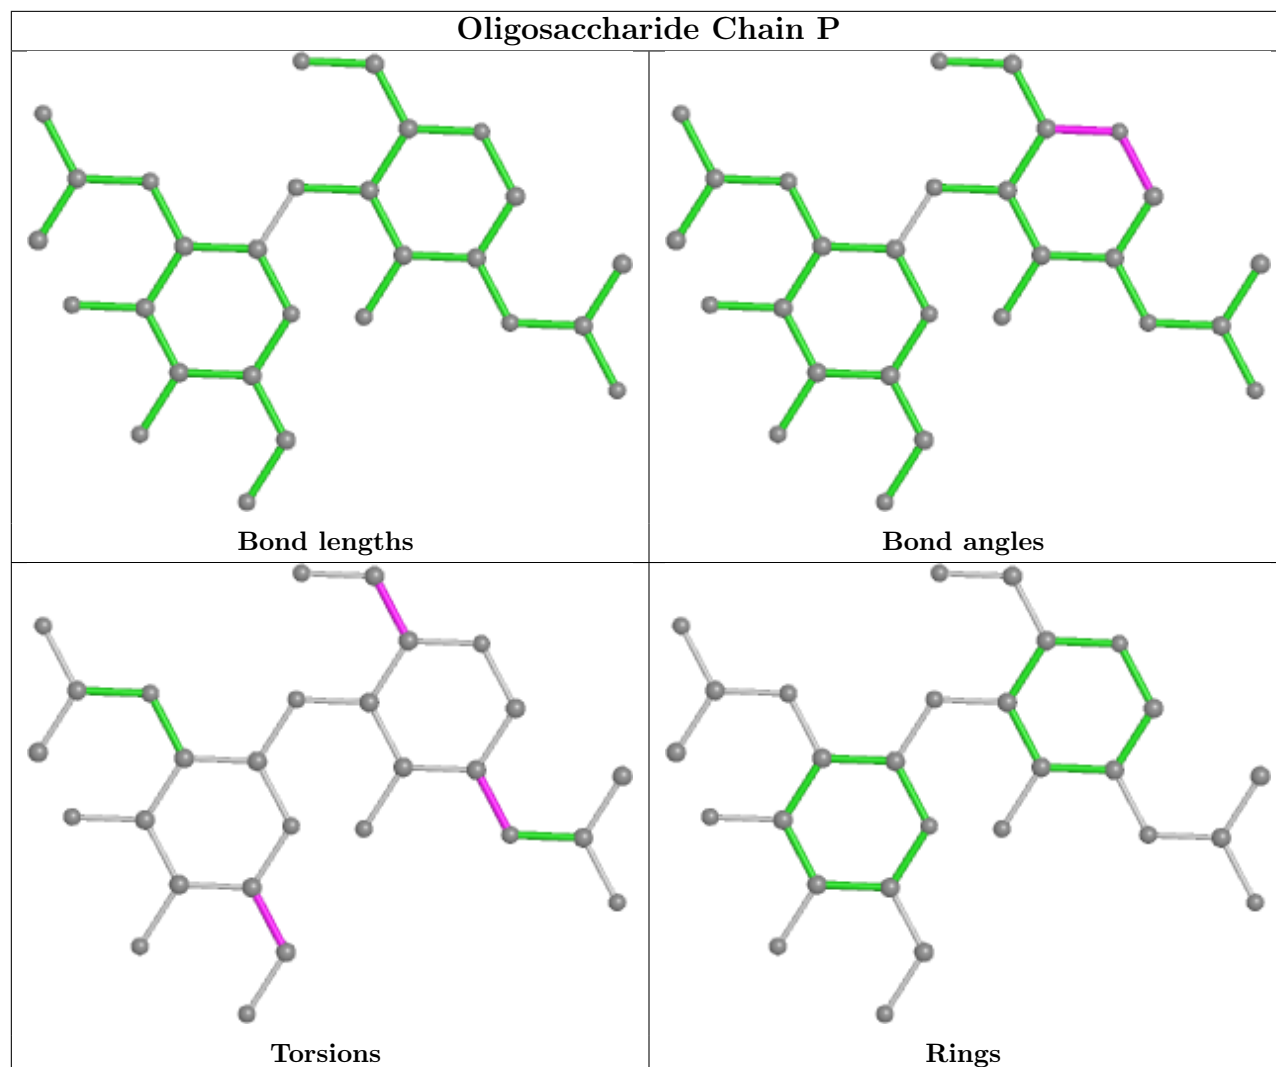 Oligosaccharide Chain P
Bond lengths
Bond angles
Torsions
Rings